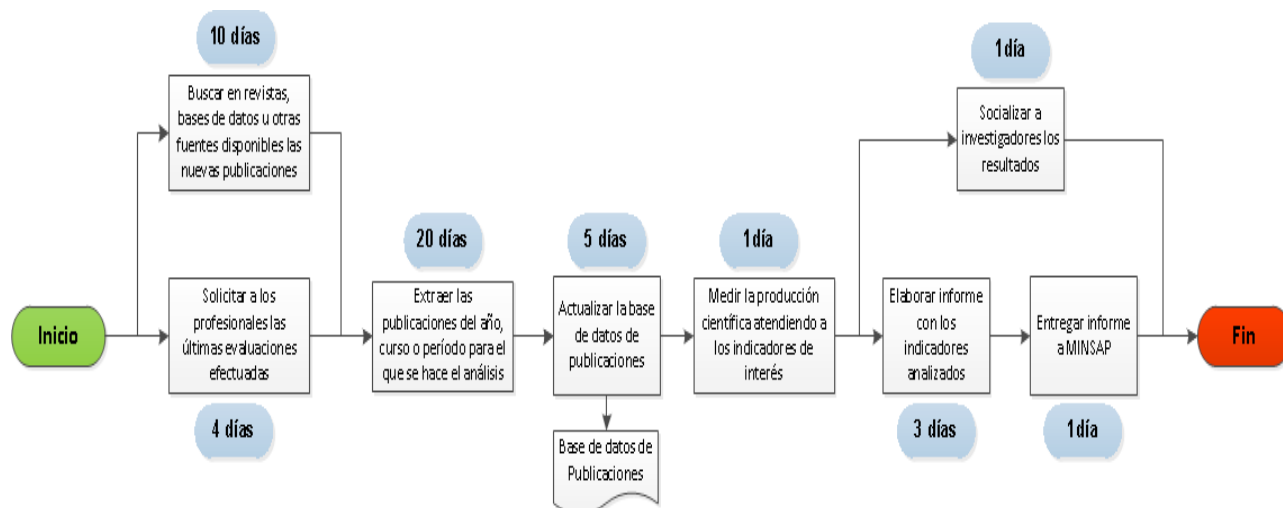 10 días
Buscar en revistas,
bases de datos u otras
fuentes disponibles las
nuevas publicaciones
1 día
Socializar a
investigadores los
resultados
Inicio
Solicitar a los
profesionales las
últimas evaluaciones
efectuadas
4 días
20 días
Extraer las
publicaciones del año,
curso o período para el
que se hace el análisis
5 días
Actualizar la base
de datos de
publicaciones
Base de datos de
Publicaciones
1 día
Medir la producción
científica atendiendo a
los indicadores de
interés
Elaborar informe
con los
indicadores
analizados
3 días
Entregar informe
a MINSAP
1 día
Fin